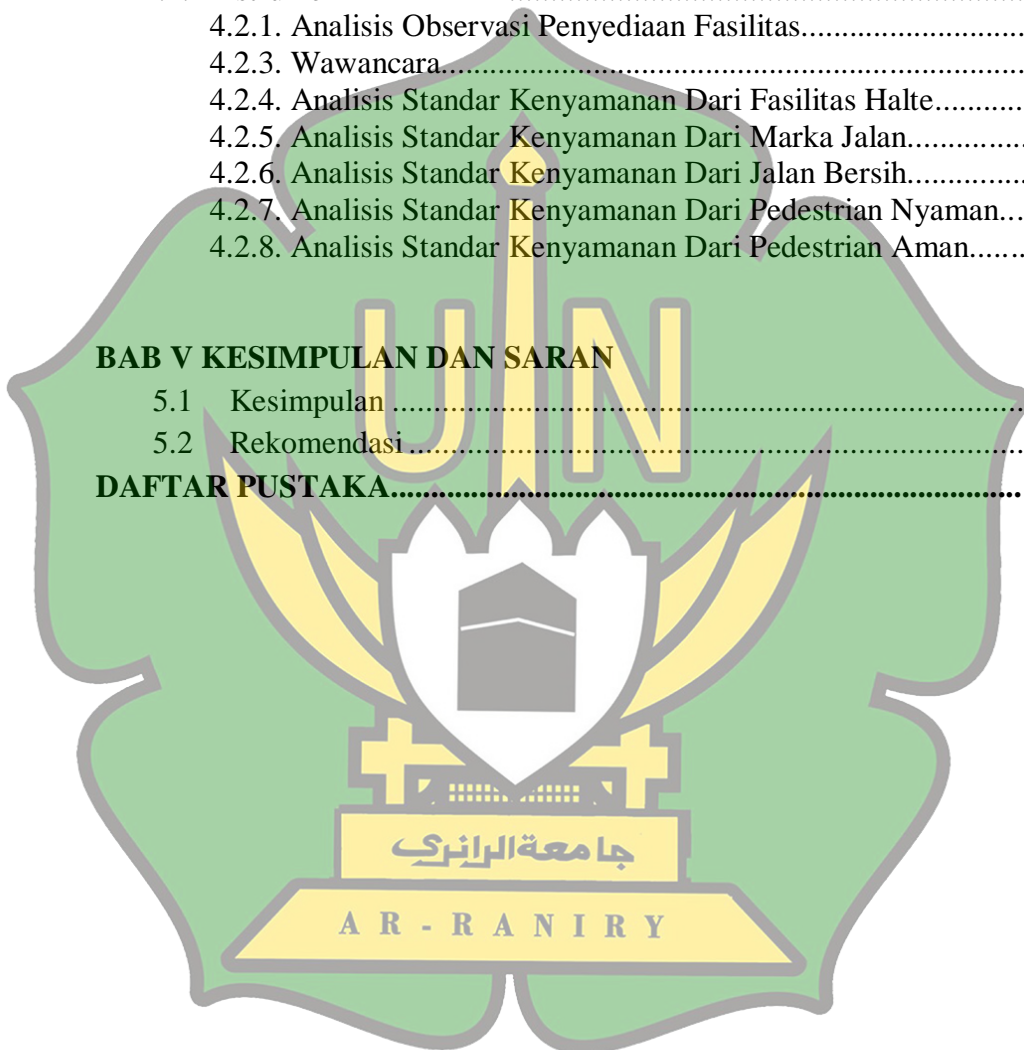 4.2.1. Analisis Observasi Penyediaan Fasilitas............................
4.2.3. Wawancara.........................................................................
4.2.4. Analisis Standar Kenyamanan Dari Fasilitas Halte............
4.2.5. Analisis Standar Kenyamanan Dari Marka Jalan...............
4.2.6. Analisis Standar Kenyamanan Dari Jalan Bersih...............
4.2.7. Analisis Standar Kenyamanan Dari Pedestrian Nyaman....
4.2.8. Analisis Standar Kenyamanan Dari Pedestrian Aman.......
BAB V KESIMPULAN DAN SARAN
5.1 Kesimpulan ................................................................................
5.2 Rekomendasi..............................................................................
DAFTAR PUSTAKA................................................................................
UIN
جامعة الرانري
AR-RANIRY